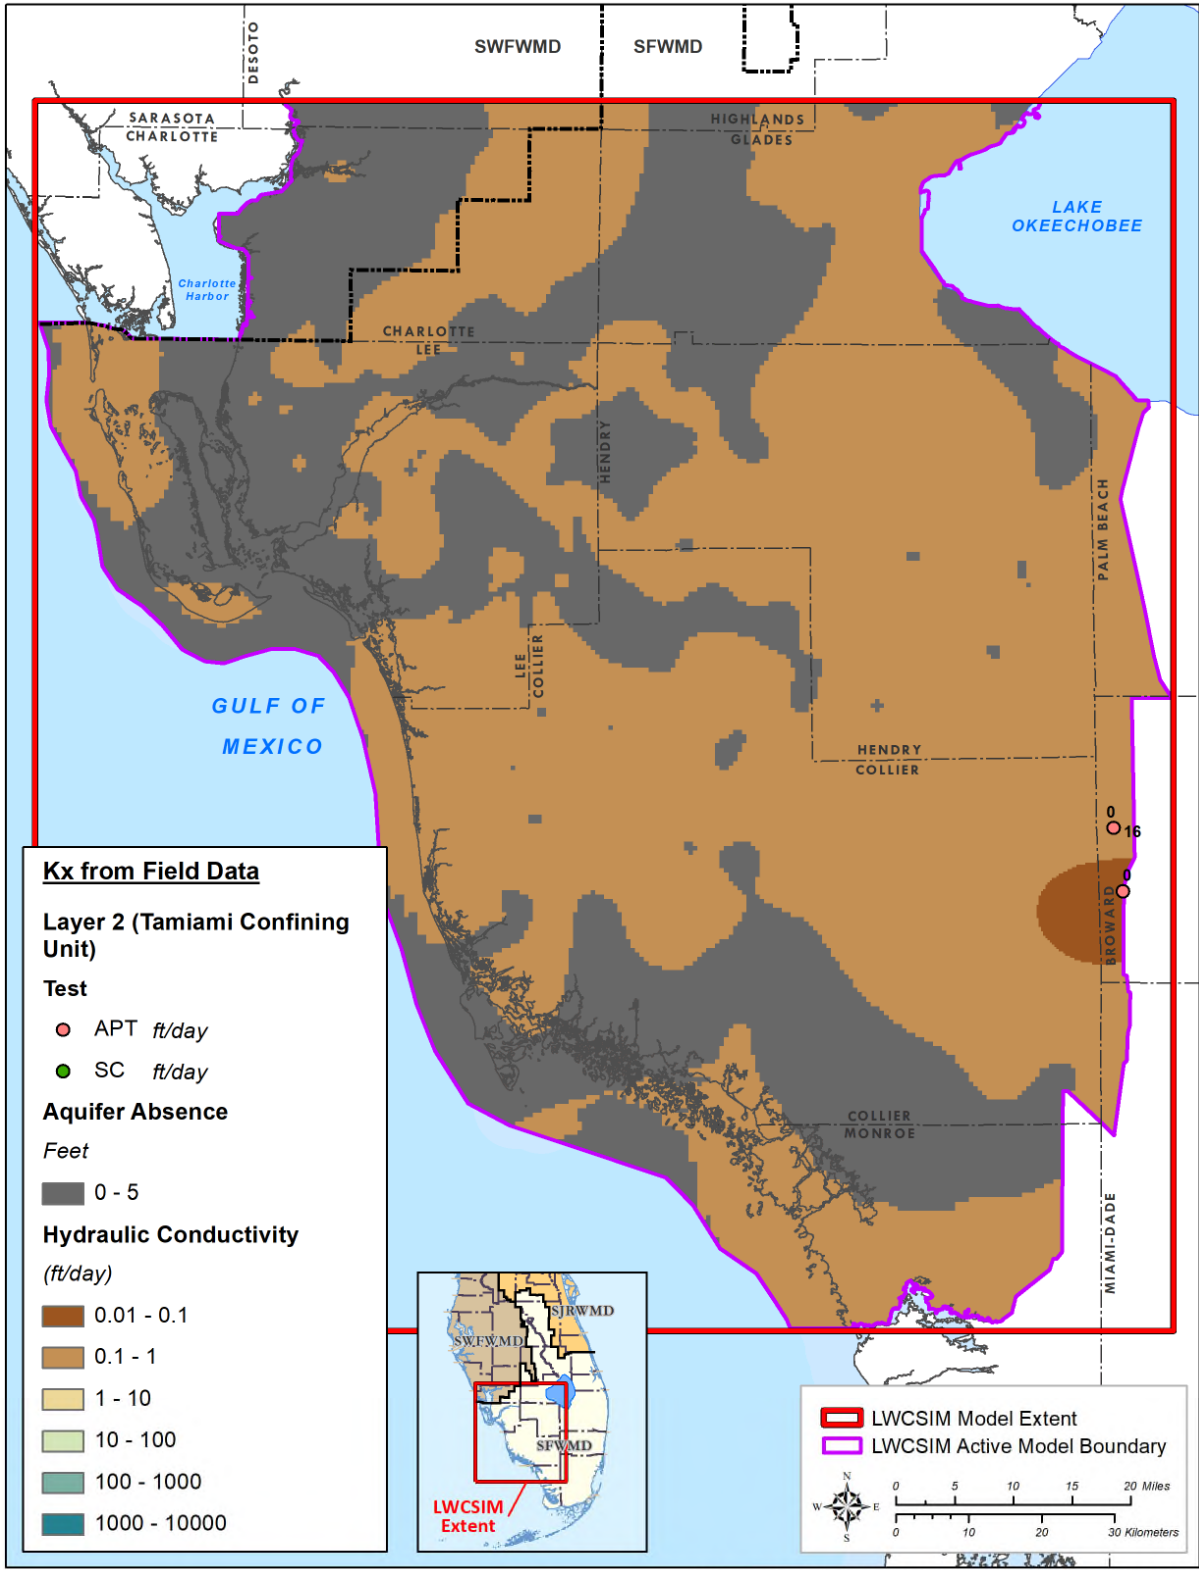 DESOTO
SWFWMD
SFWMD
SARASOTA
CHARLOTTE
HIGHLANDS
GLADES
LAKE
OKEECHOBEE
Charlotte
Harbor
CHARLOTTE
LEE
HENDRY
PALM BEACH
LEE
COLLIER
GULF OF
MEXICO
HENDRY
COLLIER
0
16
0
BROWARD
COLLIER
MONROE
MIAMI-DADE
Kx from Field Data
Layer 2 (Tamiami Confining
Unit)
Test
APT ft/day
SC ft/day
Aquifer Absence
Feet
0 - 5
Hydraulic Conductivity
(ft/day)
0.01 - 0.1
0.1 - 1
1 - 10
10 - 100
100 - 1000
1000 - 10000
SJRWMD
SWFWMD
SFWMD
LWCSIM
Extent
LWCSIM Model Extent
LWCSIM Active Model Boundary
N
W E
S
0 5 10 15 20 Miles
0 10 20 30 Kilometers